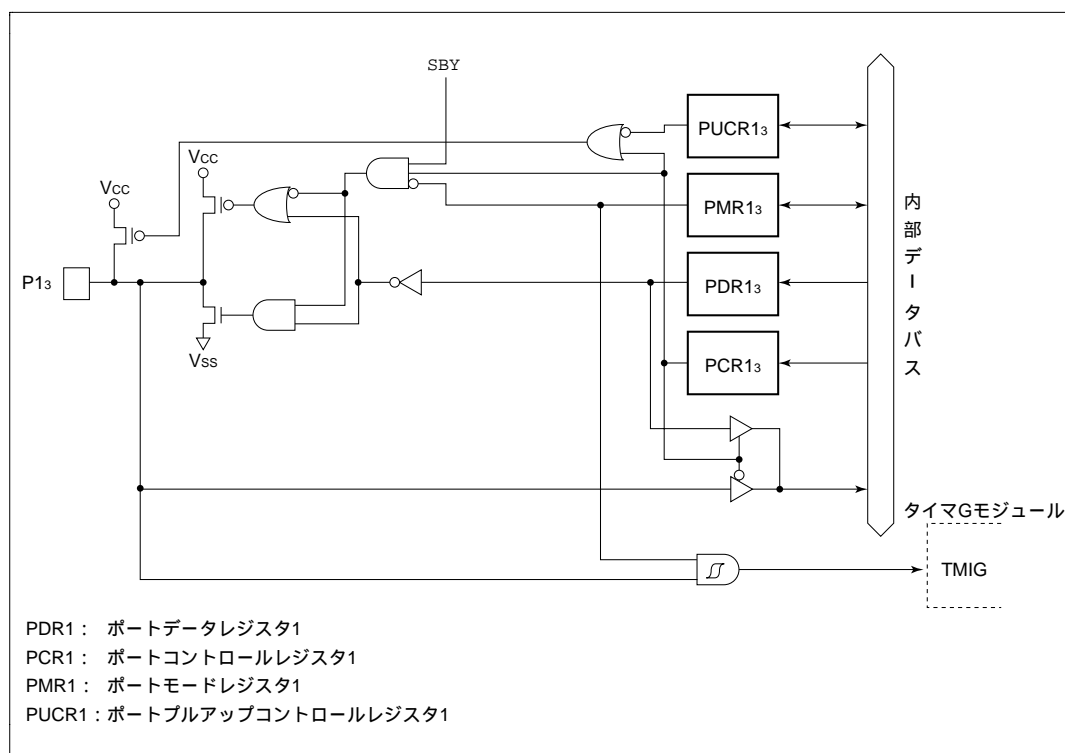 SBY
PUCR13
VCC
VCC
PMR13
内部データバス
P13
PDR13
VSS
PCR13
タイマGモジュール
TMIG
PDR1： ポートデータレジスタ1
PCR1： ポートコントロールレジスタ1
PMR1： ポートモードレジスタ1
PUCR1：ポートプルアップコントロールレジスタ1